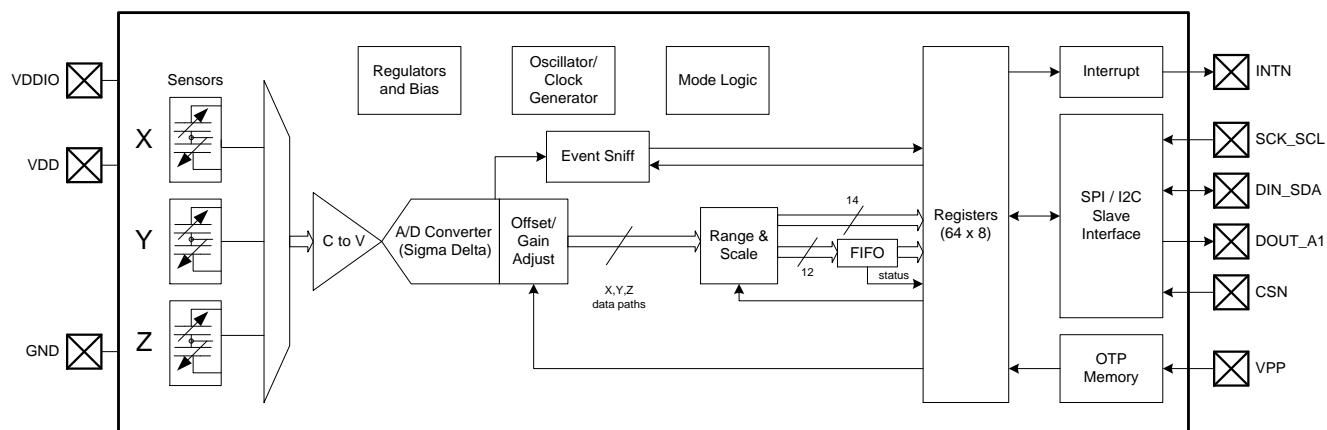 VDDIO
VDD
GND
Sensors
X
Y
Z
Regulators
and Bias
Oscillator/
Clock
Generator
Mode Logic
Event Sniff
C to V
A/D Converter
(Sigma Delta)
Offset/
Gain
Adjust
X,Y,Z
data paths
Range &
Scale
14
12
FIFO
status
Registers
(64 x 8)
Interrupt
SPI / I2C
Slave
Interface
OTP
Memory
INTN
SCK_SCL
DIN_SDA
DOUT_A1
CSN
VPP